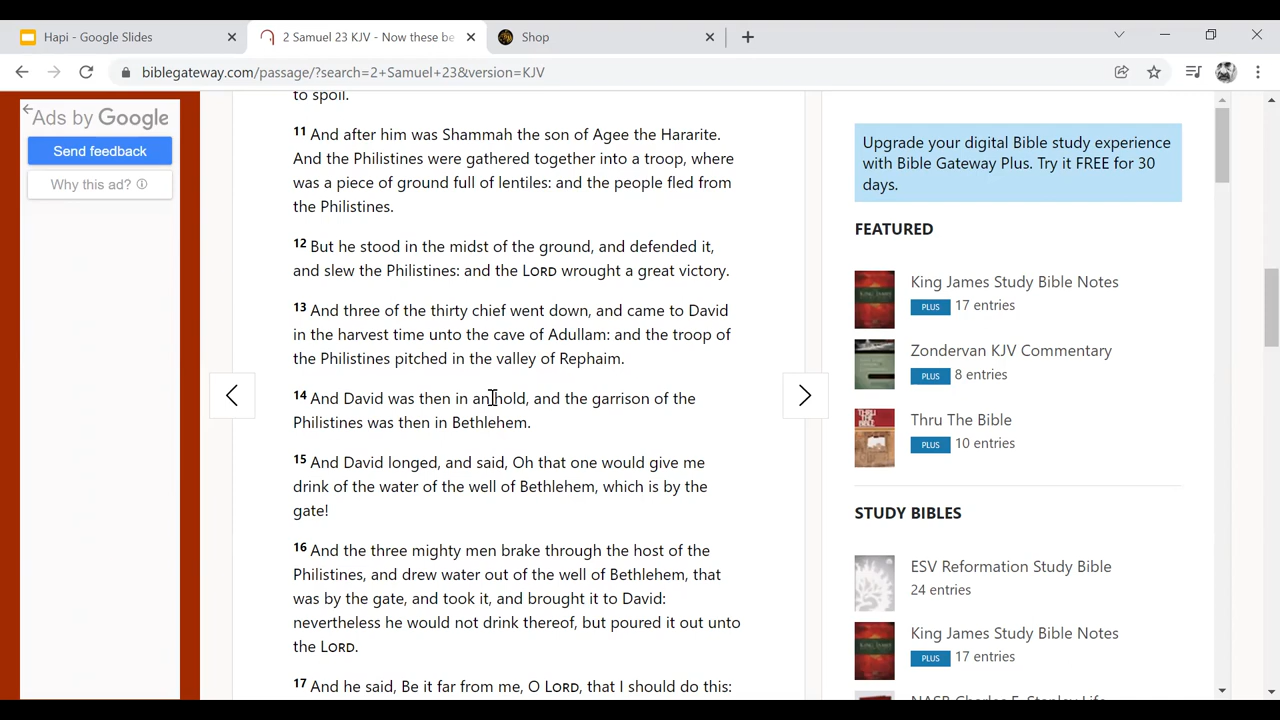 Hapi - Google Slides
2 Samuel 23 KJV - Now these be
Shop
biblegateway.com/passage/?search=2+Samuel+23&version=KJV
Ads by Google
Send feedback
Why this ad?
to spoil.
11 And after him was Shammah the son of Agee the Hararite.
And the Philistines were gathered together into a troop, where
was a piece of ground full of lentiles: and the people fled from
the Philistines.
12 But he stood in the midst of the ground, and defended it,
and slew the Philistines: and the LORD wrought a great victory.
13 And three of the thirty chief went down, and came to David
in the harvest time unto the cave of Adullam: and the troop of
the Philistines pitched in the valley of Rephaim.
14 And David was then in an hold, and the garrison of the
Philistines was then in Bethlehem.
15 And David longed, and said, Oh that one would give me
drink of the water of the well of Bethlehem, which is by the
gate!
16 And the three mighty men brake through the host of the
Philistines, and drew water out of the well of Bethlehem, that
was by the gate, and took it, and brought it to David:
nevertheless he would not drink thereof, but poured it out unto
the LORD.
17 And he said, Be it far from me, O LORD, that I should do this:
Upgrade your digital Bible study experience
with Bible Gateway Plus. Try it FREE for 30
days.
FEATURED
King James Study Bible Notes
PLUS 17 entries
Zondervan KJV Commentary
PLUS 8 entries
Thru The Bible
PLUS 10 entries
STUDY BIBLES
ESV Reformation Study Bible
24 entries
King James Study Bible Notes
PLUS 17 entries